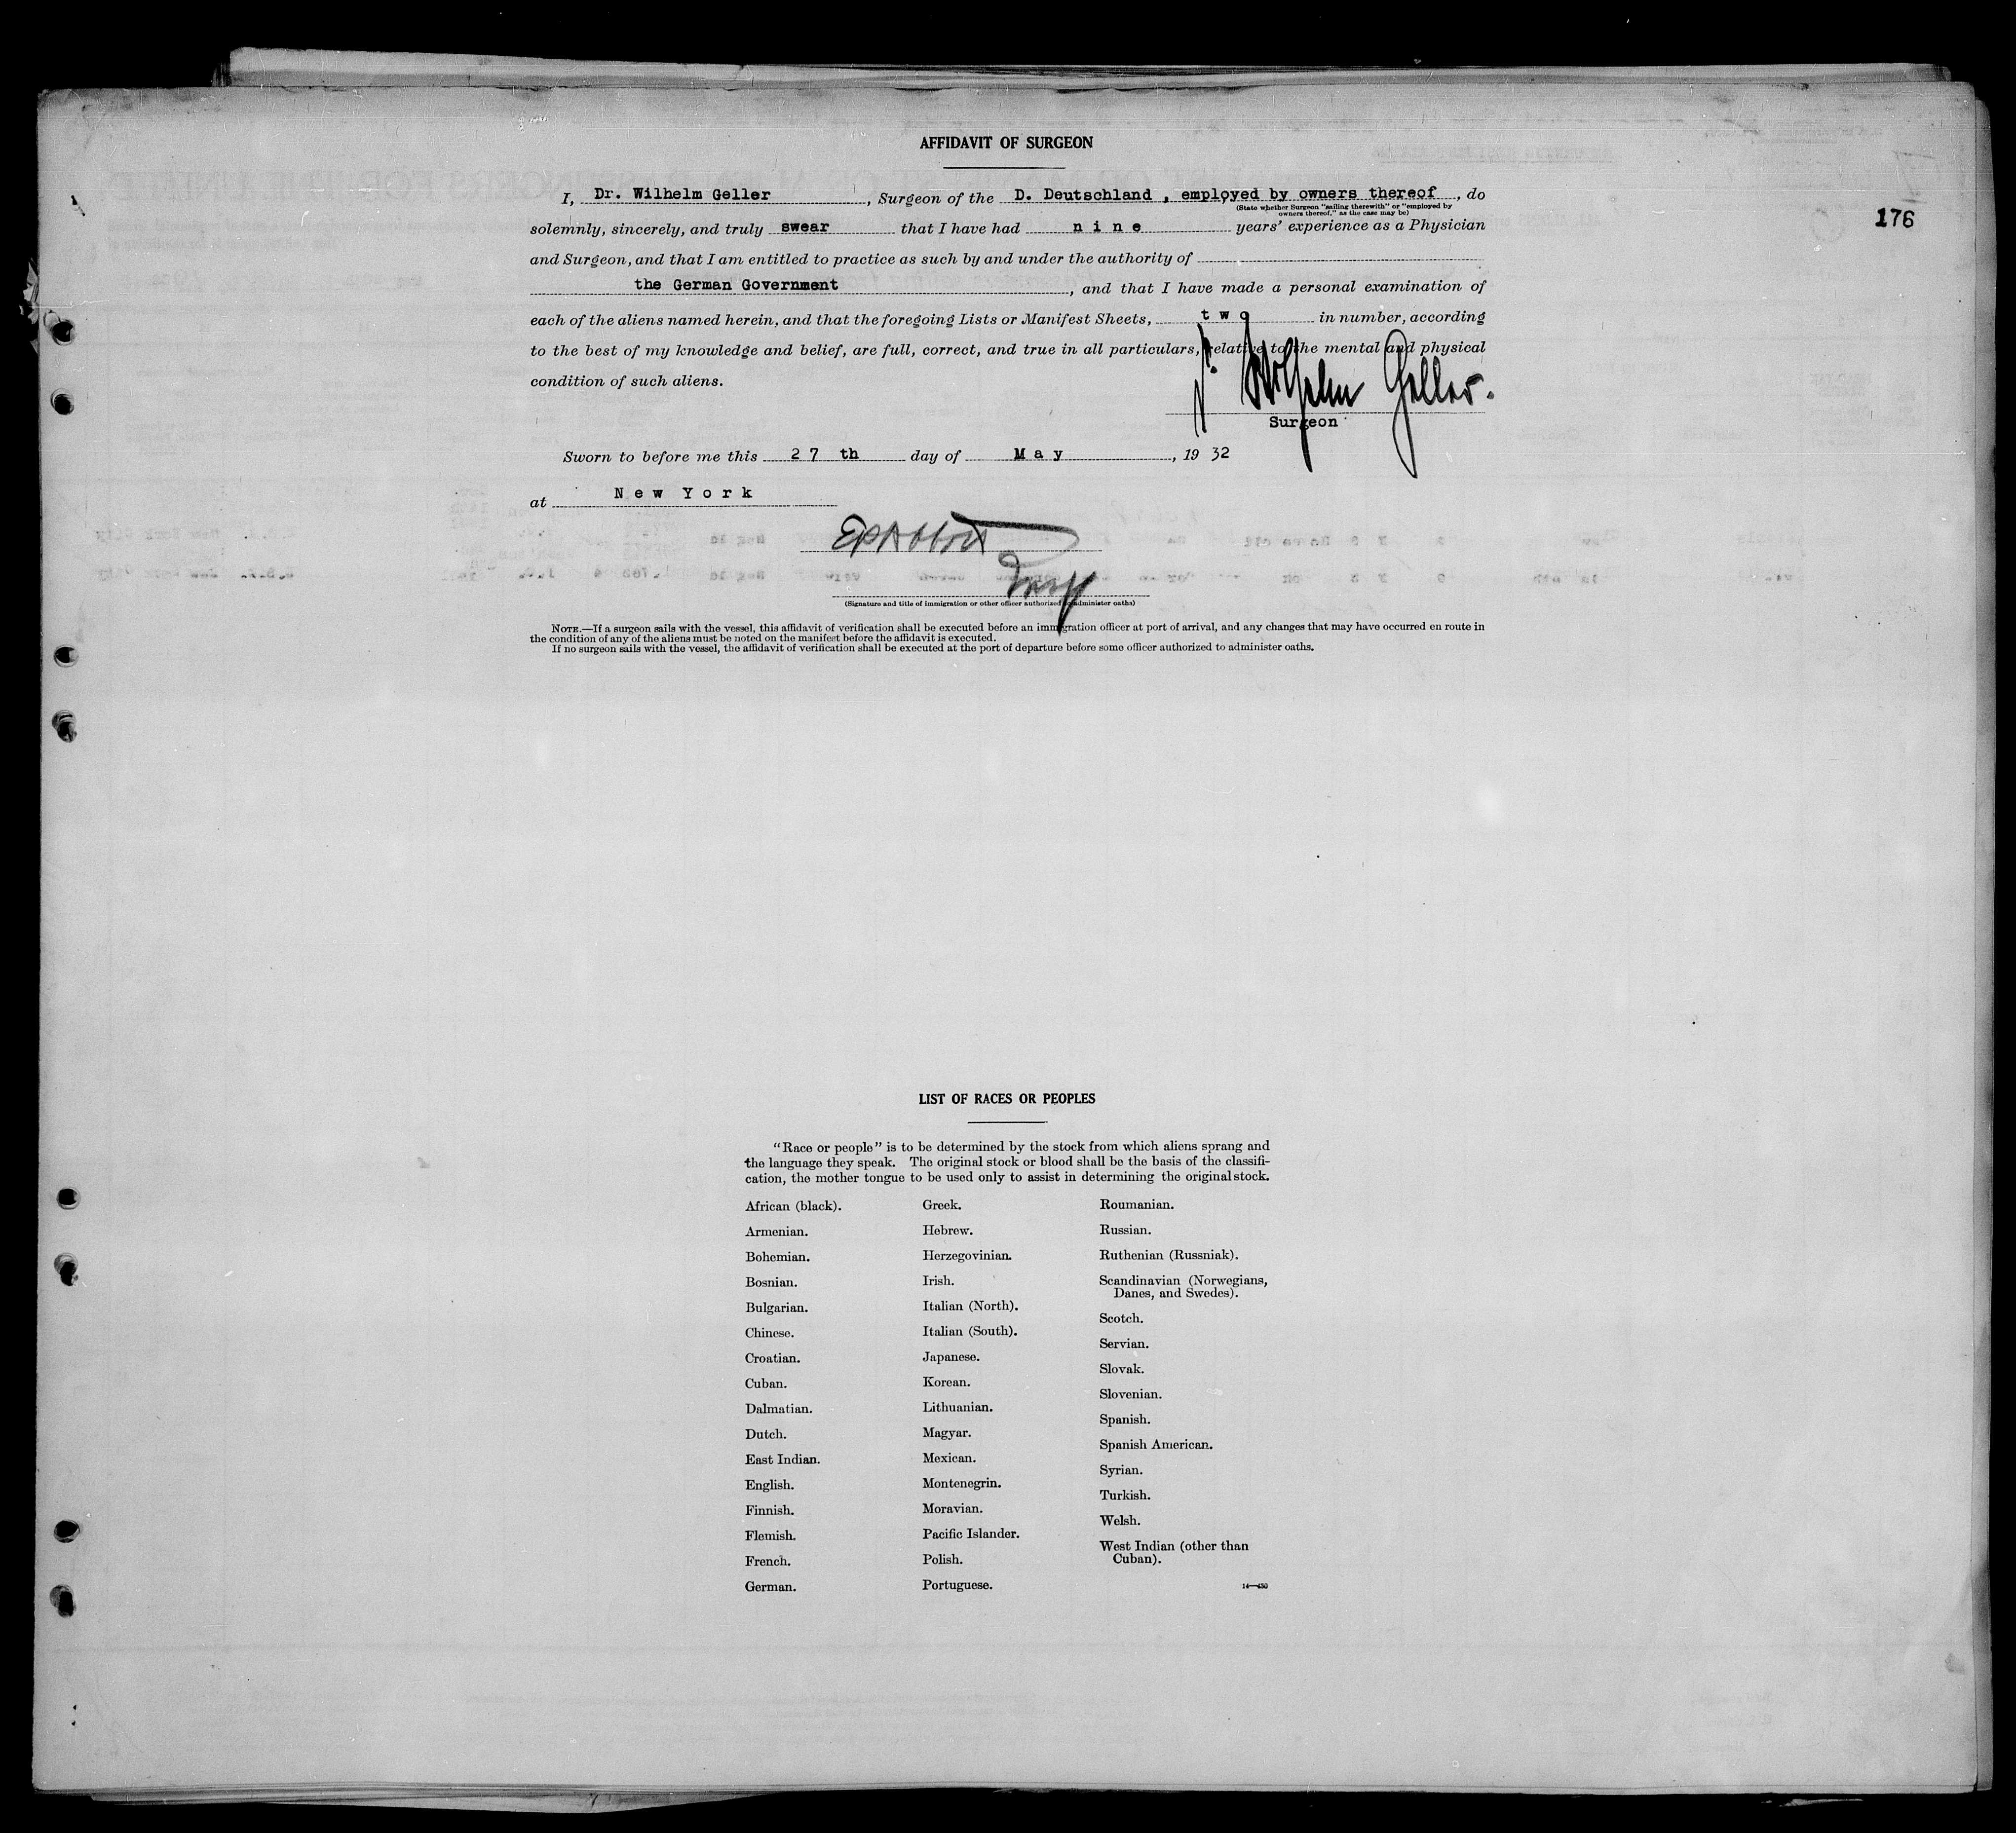 AFFIDAVIT OF SURGEON
176
I, Dr. Wilhelm Geller, Surgeon of the D. Deutschland, employed by owners thereof, do
(State whether Surgeon "sailing therewith" or "employed by
owners thereof," as the case may be)
solemnly, sincerely, and truly swear that I have had nine years' experience as a Physician
and Surgeon, and that I am entitled to practice as such by and under the authority of
the German Government, and that I have made a personal examination of
each of the aliens named herein, and that the foregoing Lists or Manifest Sheets, two in number, according
to the best of my knowledge and belief, are full, correct, and true in all particulars, relative to the mental and physical
condition of such aliens.
Dr. Wilhelm Geller.
Surgeon
Sworn to before me this 27th day of May, 1932
at New York
(Signature and title of immigration or other officer authorized to administer oaths)
NOTE.—If a surgeon sails with the vessel, this affidavit of verification shall be executed before an immigration officer at port of arrival, and any changes that may have occurred en route in
the condition of any of the aliens must be noted on the manifest before the affidavit is executed.
If no surgeon sails with the vessel, the affidavit of verification shall be executed at the port of departure before some officer authorized to administer oaths.
LIST OF RACES OR PEOPLES
"Race or people" is to be determined by the stock from which aliens sprang and
the language they speak. The original stock or blood shall be the basis of the classifi-
cation, the mother tongue to be used only to assist in determining the original stock.
African (black).
Armenian.
Bohemian.
Bosnian.
Bulgarian.
Chinese.
Croatian.
Cuban.
Dalmatian.
Dutch.
East Indian.
English.
Finnish.
Flemish.
French.
German.
Greek.
Hebrew.
Herzegovinian.
Irish.
Italian (North).
Italian (South).
Japanese.
Korean.
Lithuanian.
Magyar.
Mexican.
Montenegrin.
Moravian.
Pacific Islander.
Polish.
Portuguese.
Roumanian.
Russian.
Ruthenian (Russniak).
Scandinavian (Norwegians,
Danes, and Swedes).
Scotch.
Servian.
Slovak.
Slovenian.
Spanish.
Spanish American.
Syrian.
Turkish.
Welsh.
West Indian (other than
Cuban).
14—430